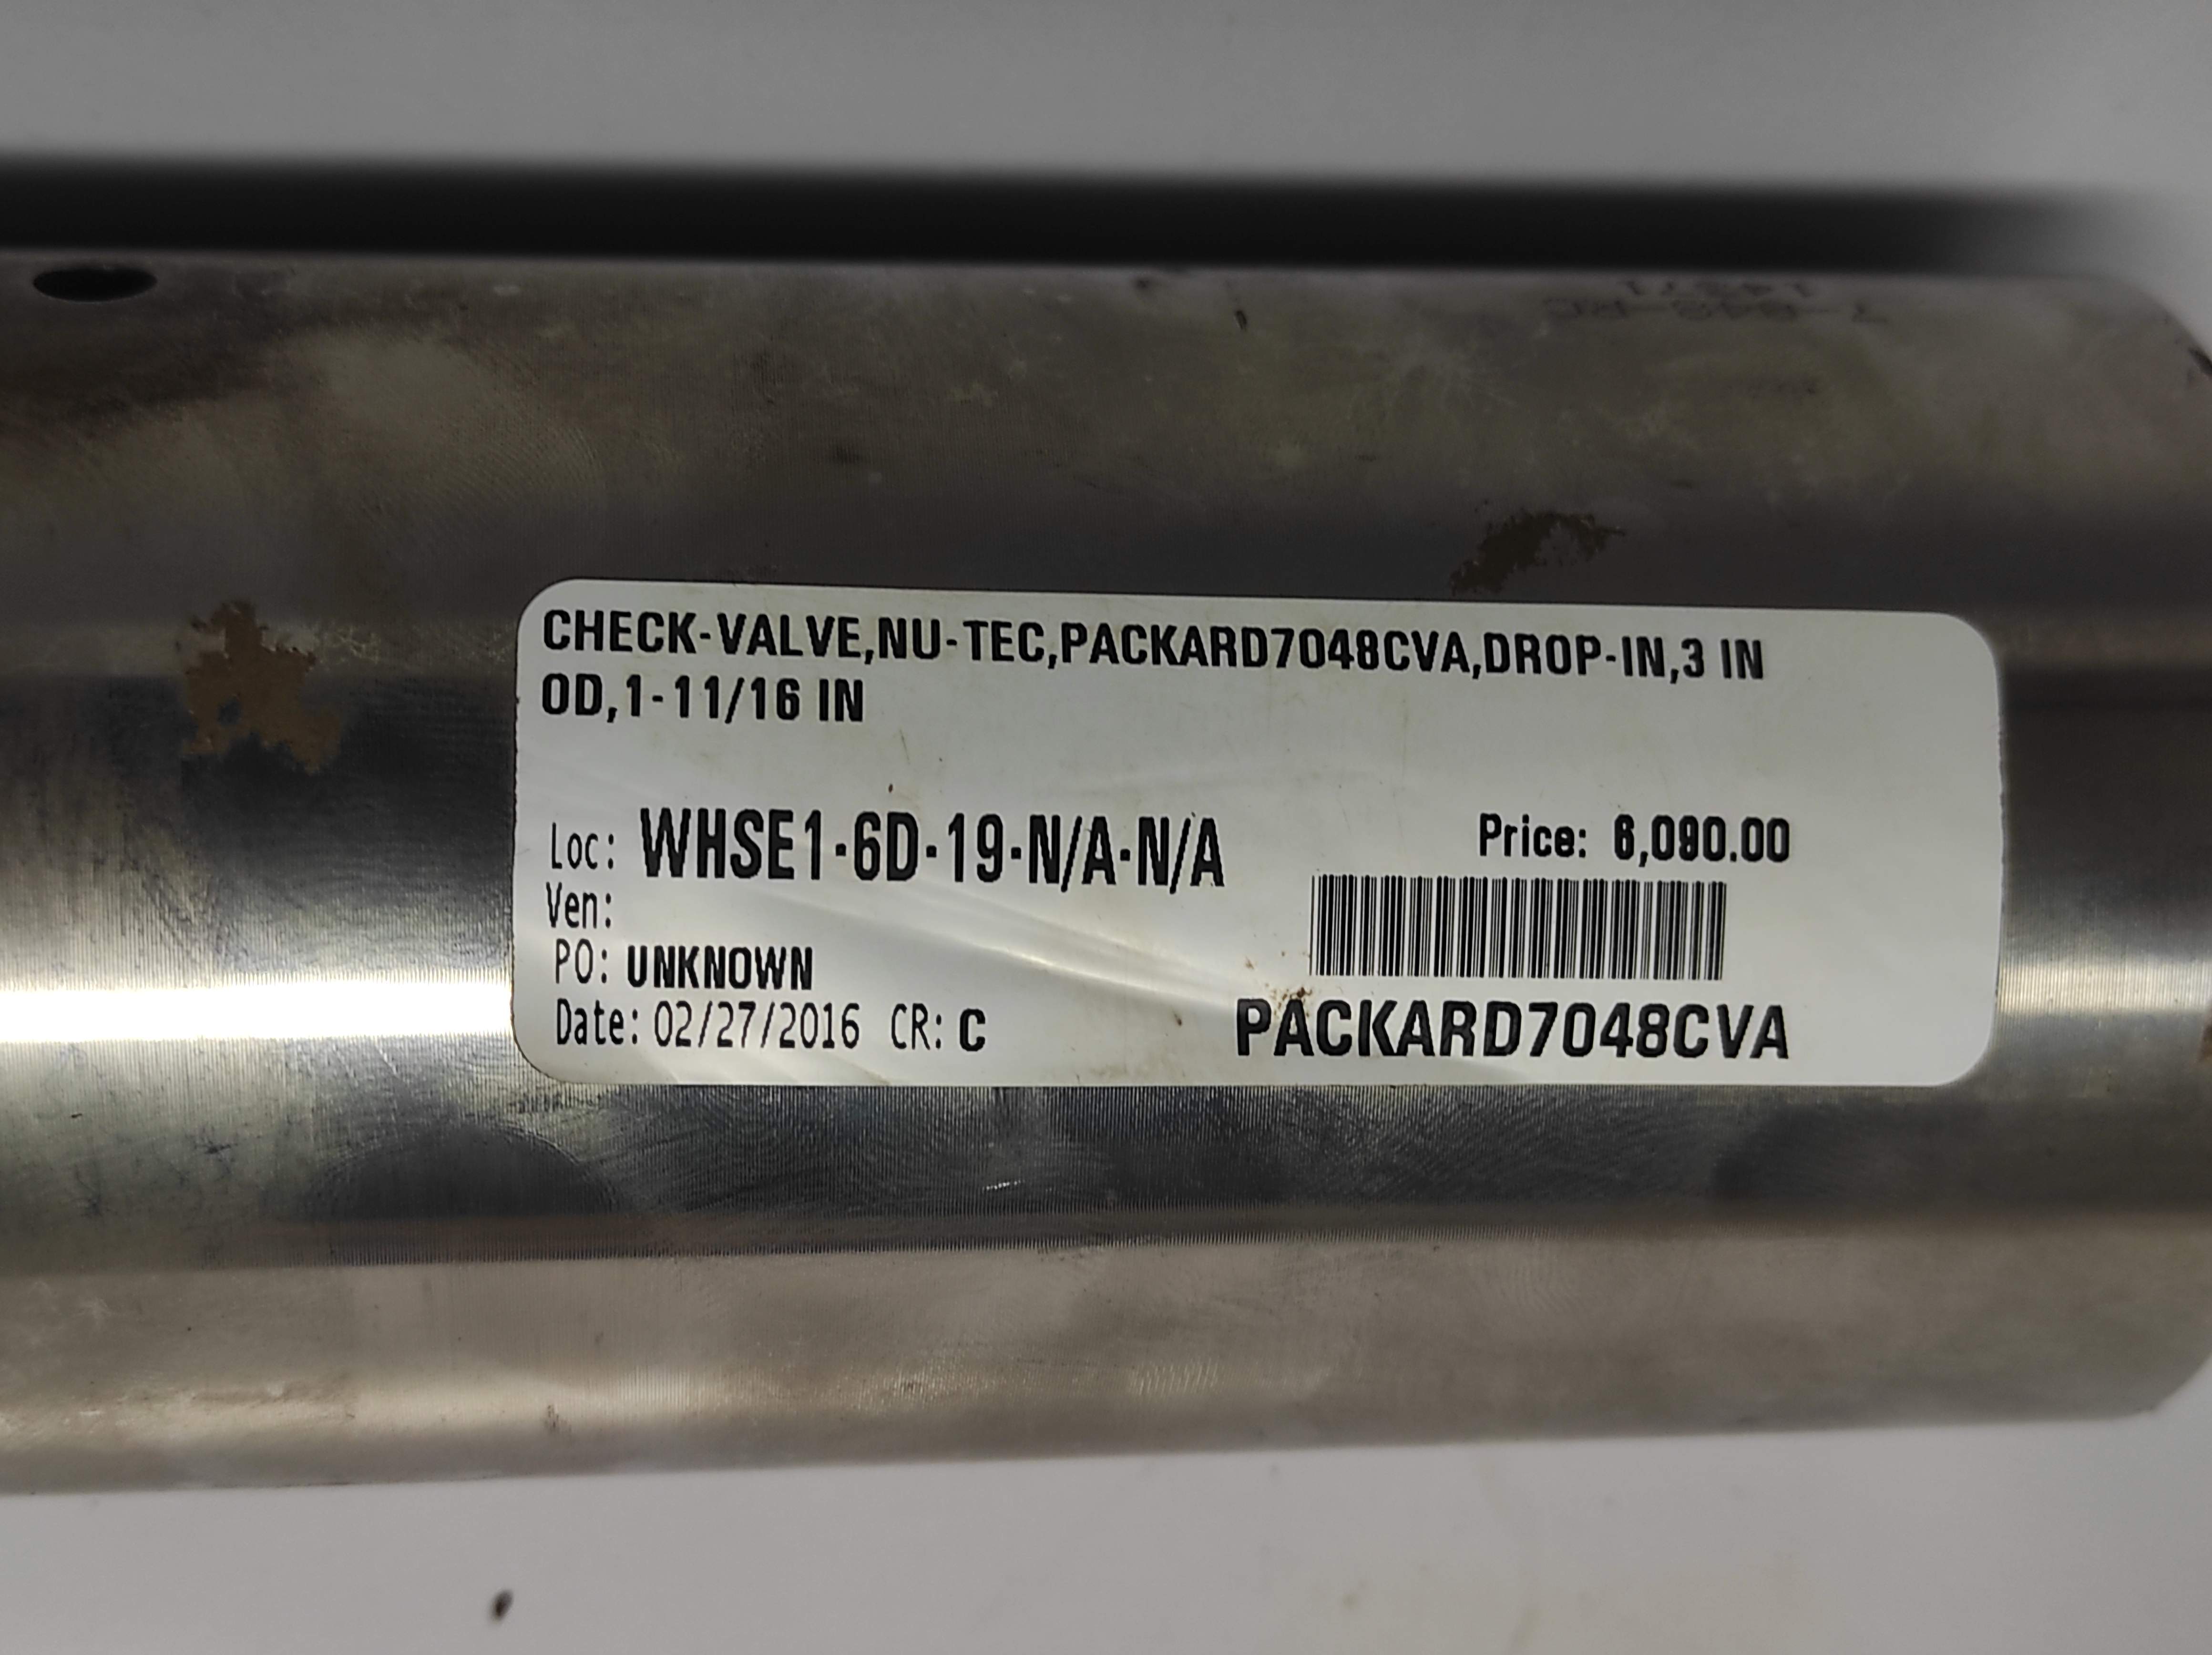 CHECK-VALVE,NU-TEC,PACKARD7048CVA,DROP-IN,3 IN
OD,1-11/16 IN
Loc: WHSE1-6D-19-N/A-N/A
Price: 6,090.00
Ven:
PO: UNKNOWN
Date: 02/27/2016 CR: C
PACKARD7048CVA